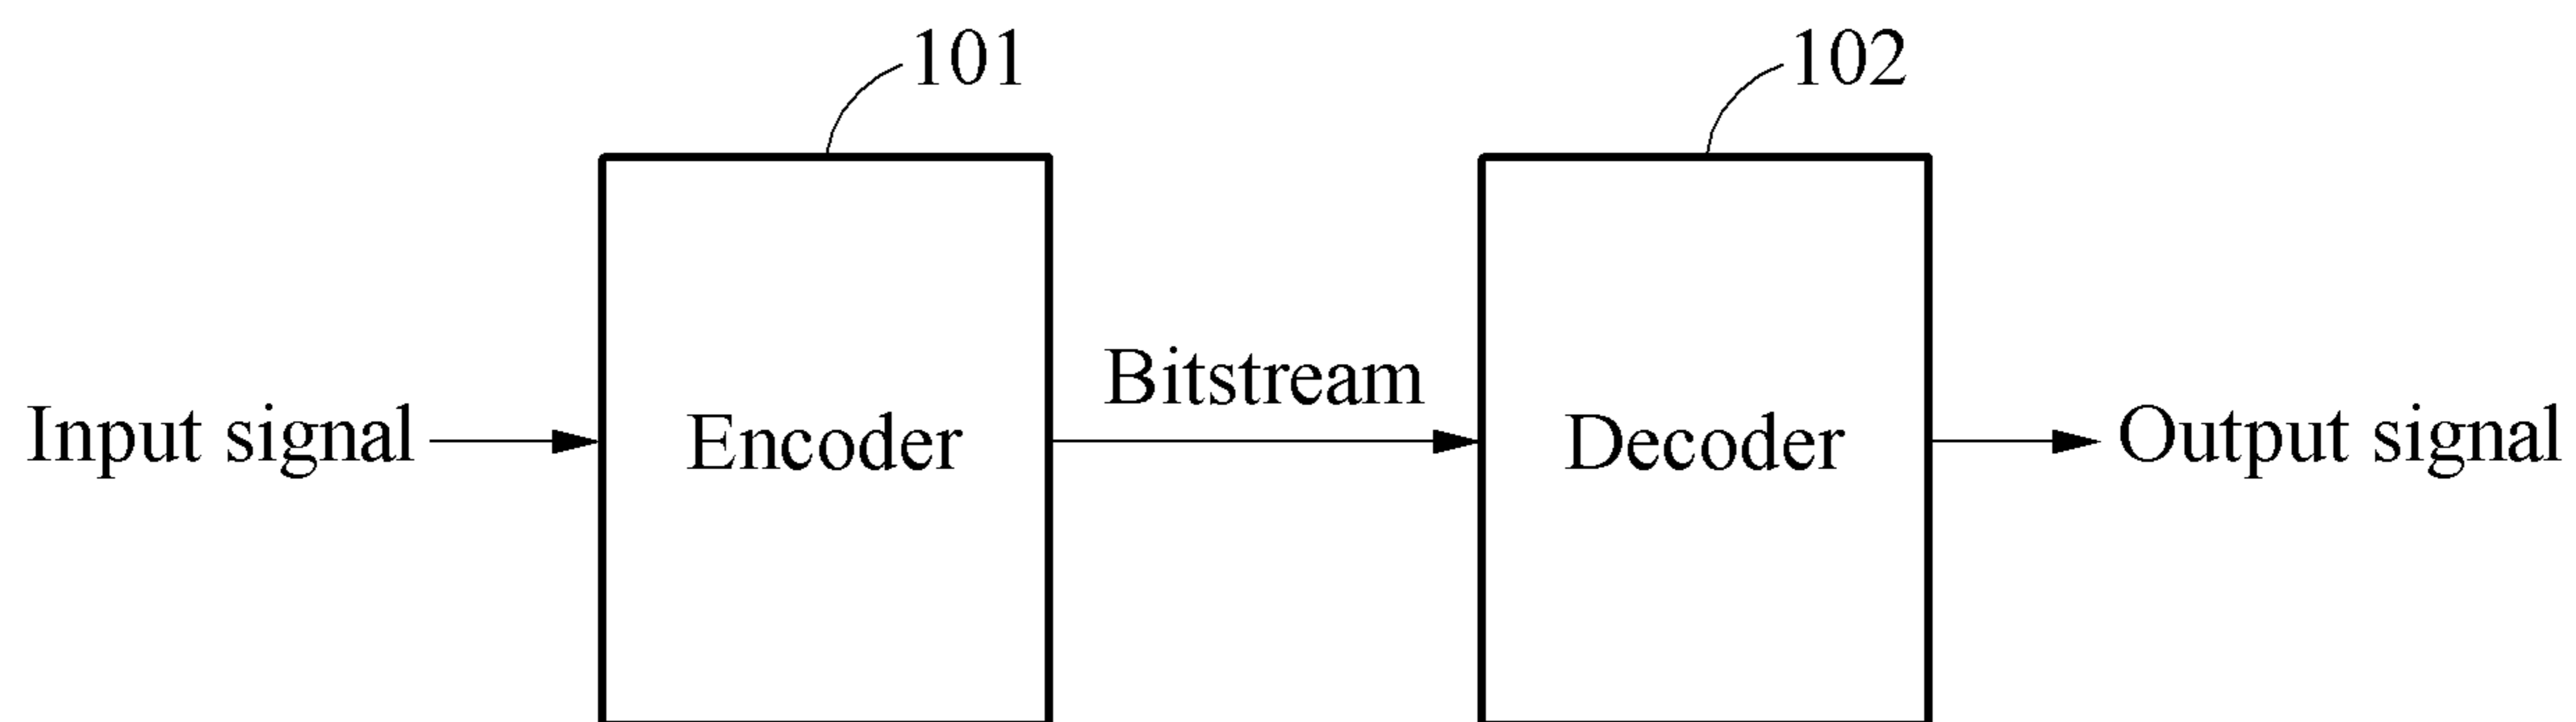 101
102
Bitstream
Input signal
Encoder
Decoder
Output signal